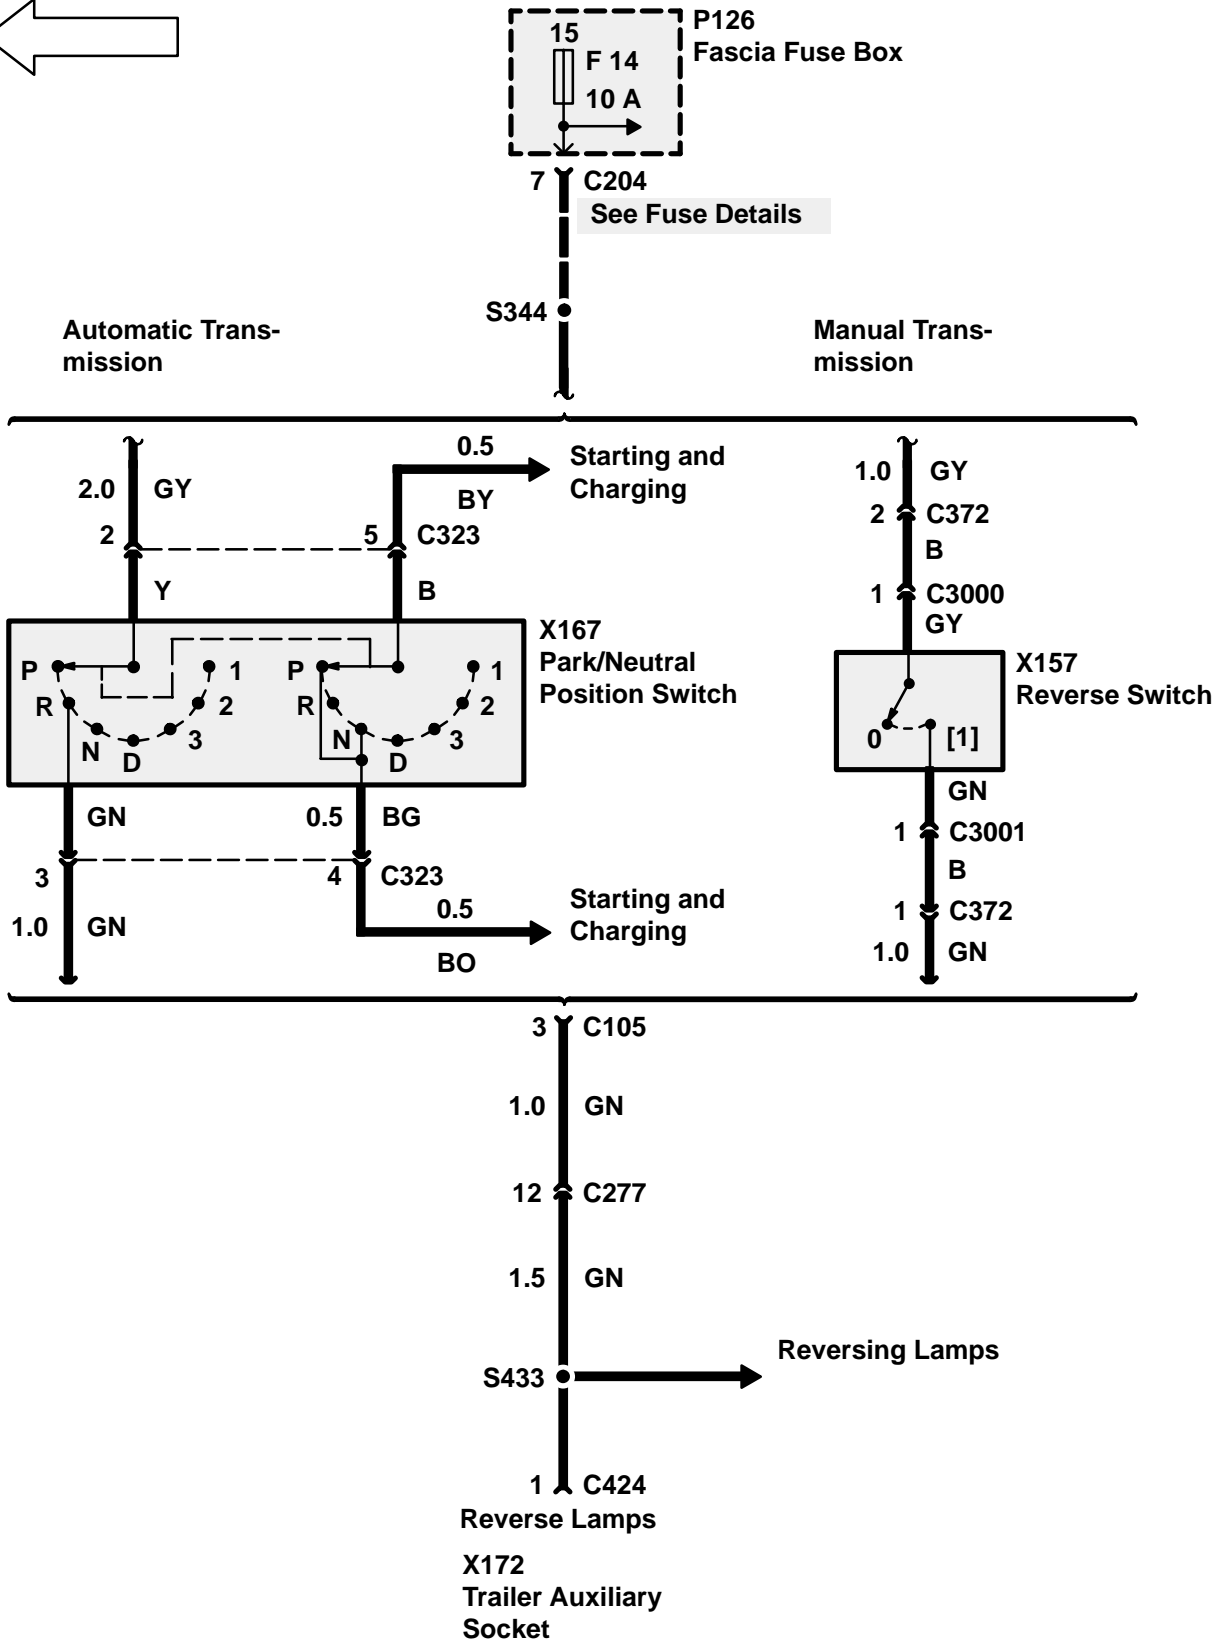 P126
Fascia Fuse Box
15
F 14
10 A
7 C204
See Fuse Details
S344
Automatic Trans-
mission
Manual Trans-
mission
2.0 GY
0.5
BY
Starting and
Charging
1.0 GY
2 C372
2
5 C323
B
Y
B
1 C3000
GY
X167
Park/Neutral
Position Switch
P R N D 3 2 1
P R N D 3 2 1
X157
Reverse Switch
0 [1]
GN
0.5 BG
GN
1 C3001
B
3
4 C323
1 C372
1.0 GN
0.5
BO
Starting and
Charging
1.0 GN
3 C105
1.0 GN
12 C277
1.5 GN
Reversing Lamps
S433
1 C424
Reverse Lamps
X172
Trailer Auxiliary
Socket